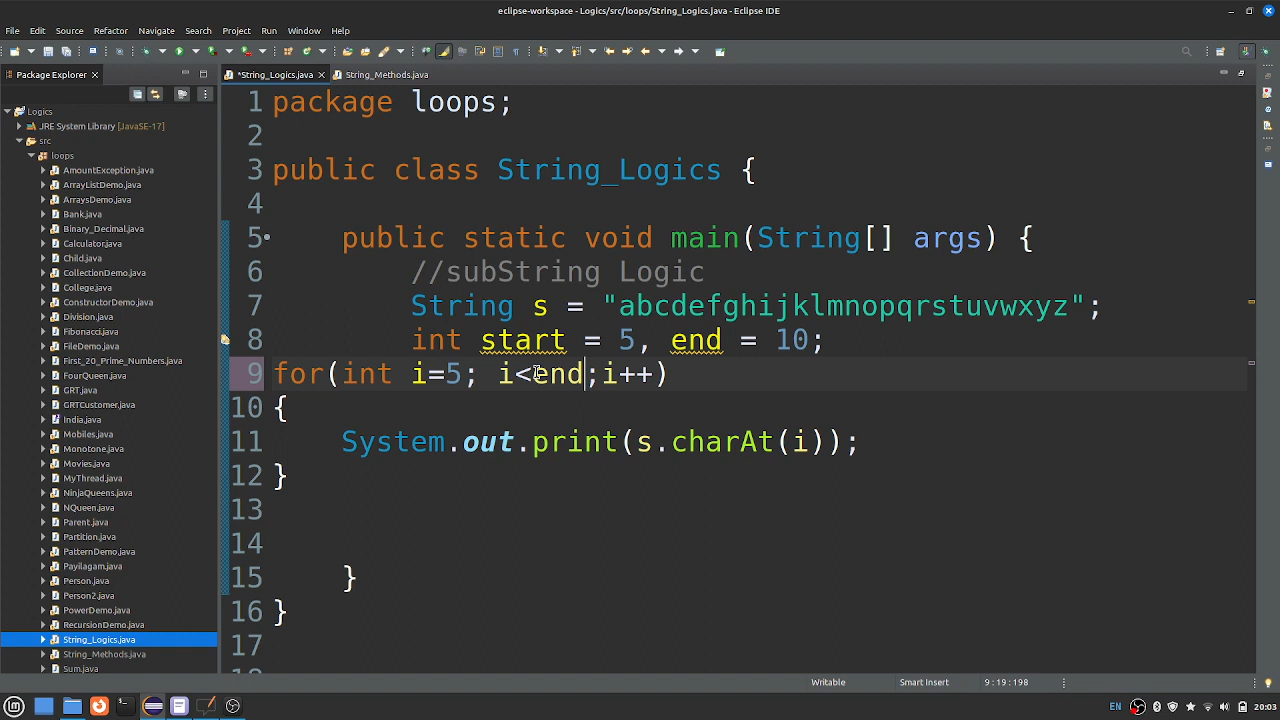 eclipse-workspace - Logics/src/loops/String_Logics.java - Eclipse IDE
File Edit Source Refactor Navigate Search Project Run Window Help
Package Explorer
*String_Logics.java String_Methods.java
Logics
JRE System Library [JavaSE-17]
src
loops
AmountException.java
ArrayListDemo.java
ArraysDemo.java
Bank.java
Binary_Decimal.java
Calculator.java
Child.java
CollectionDemo.java
College.java
ConstructorDemo.java
Division.java
Fibonacci.java
FileDemo.java
First_20_Prime_Numbers.java
GRT.java
GRTCustomer.java
India.java
Mobiles.java
Monotone.java
Movies.java
MyThread.java
NinjaQueens.java
NQueen.java
Parent.java
Partition.java
PatternDemo.java
Payilagam.java
Person.java
Person2.java
PowerDemo.java
RecursionDemo.java
String_Logics.java
String_Methods.java
Sum.java
1 package loops;
2
3 public class String_Logics {
4
5 public static void main(String[] args) {
6 //subString Logic
7 String s = "abcdefghijklmnopqrstuvwxyz";
8 int start = 5, end = 10;
9 for(int i=5; i<end;i++)
10 {
11 System.out.print(s.charAt(i));
12 }
13
14
15 }
16 }
17
Writable Smart Insert 9 : 19 : 198
EN 20:03